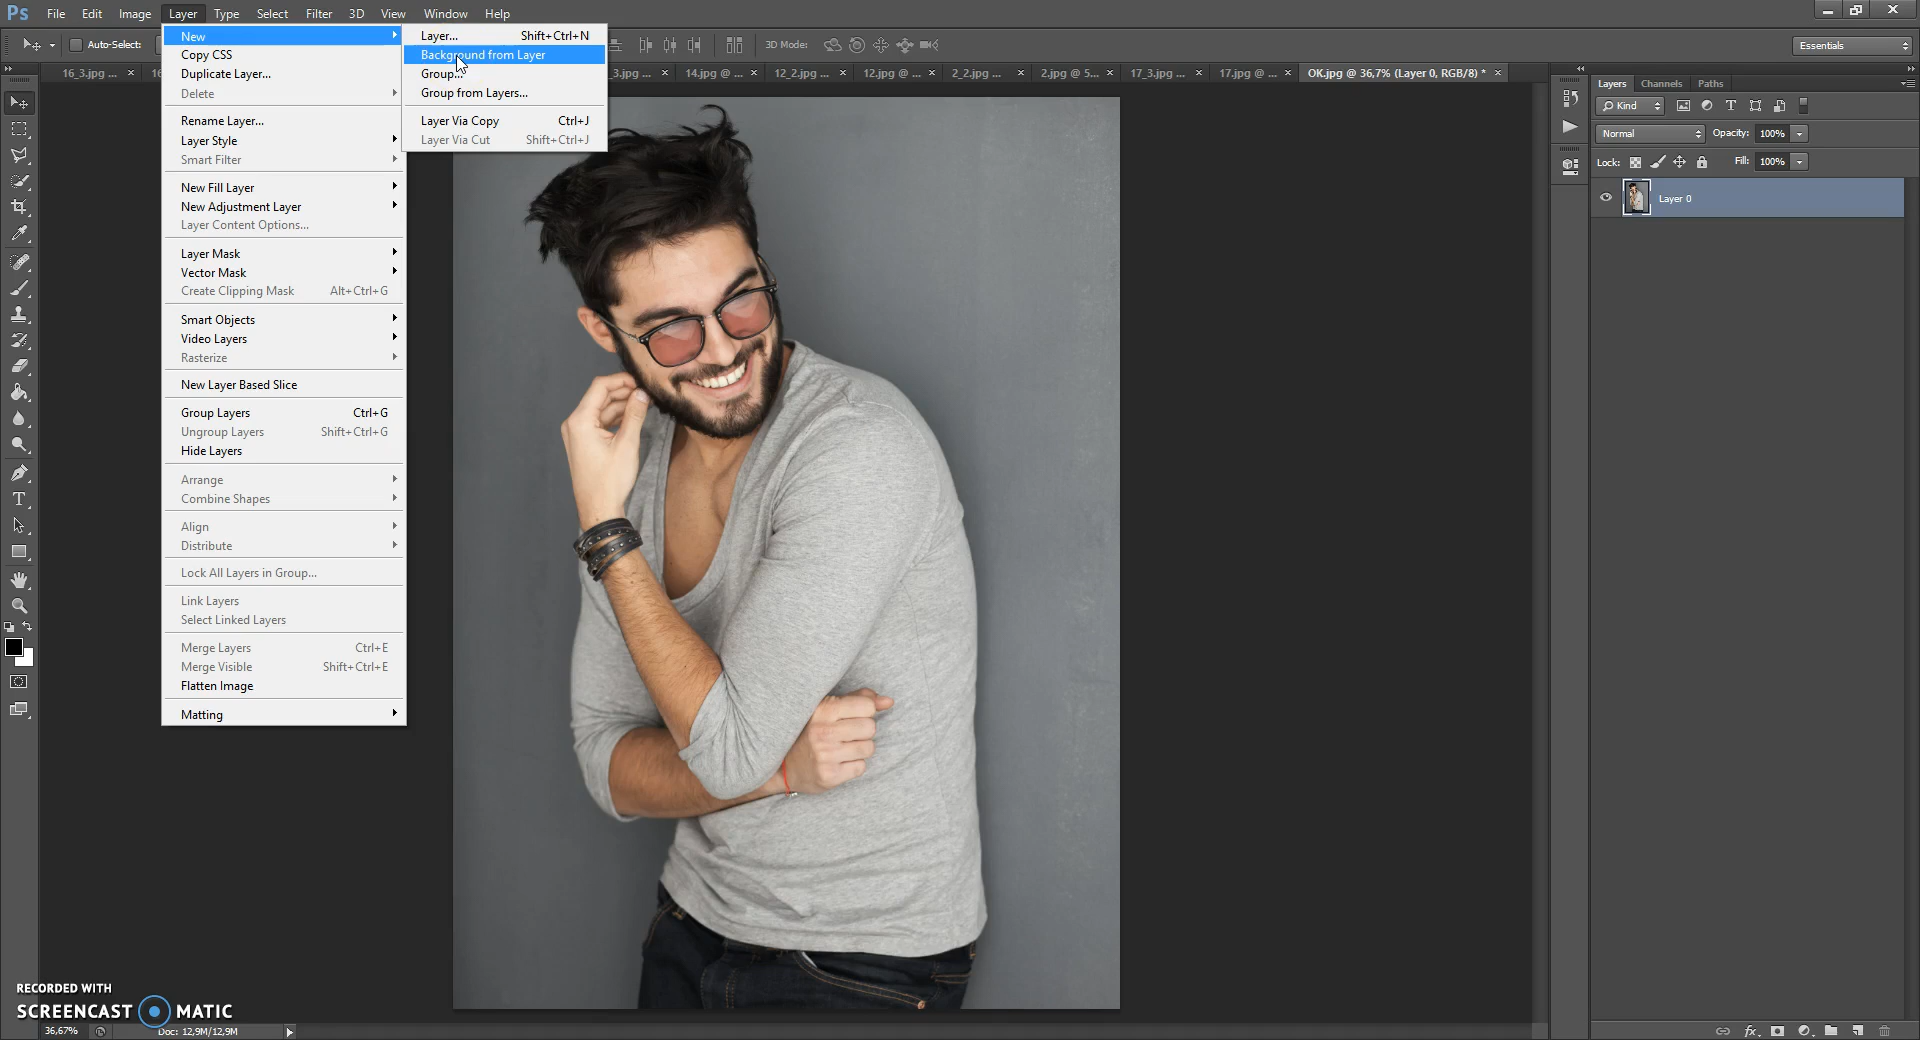 Ps File Edit Image Layer Type Select Filter 3D View Window Help
Auto-Select: 3D Mode: Essentials
16_3.jpg ... × 16 _3.jpg ... × 14.jpg @ ... × 12_2.jpg ... × 12.jpg @ ... × 2_2.jpg ... × 2.jpg @ 5... × 17_3.jpg ... × 17.jpg @ ... × OK.jpg @ 36,7% (Layer 0, RGB/8) * ×
New
Copy CSS
Duplicate Layer...
Delete
Rename Layer...
Layer Style
Smart Filter
New Fill Layer
New Adjustment Layer
Layer Content Options...
Layer Mask
Vector Mask
Create Clipping Mask Alt+Ctrl+G
Smart Objects
Video Layers
Rasterize
New Layer Based Slice
Group Layers Ctrl+G
Ungroup Layers Shift+Ctrl+G
Hide Layers
Arrange
Combine Shapes
Align
Distribute
Lock All Layers in Group...
Link Layers
Select Linked Layers
Merge Layers Ctrl+E
Merge Visible Shift+Ctrl+E
Flatten Image
Matting
Layer... Shift+Ctrl+N
Background from Layer
Group...
Group from Layers...
Layer Via Copy Ctrl+J
Layer Via Cut Shift+Ctrl+J
Layers Channels Paths
Kind
Normal Opacity: 100%
Lock: Fill: 100%
Layer 0
RECORDED WITH
SCREENCAST MATIC
36,67% Doc: 12,9M/12,9M
fx